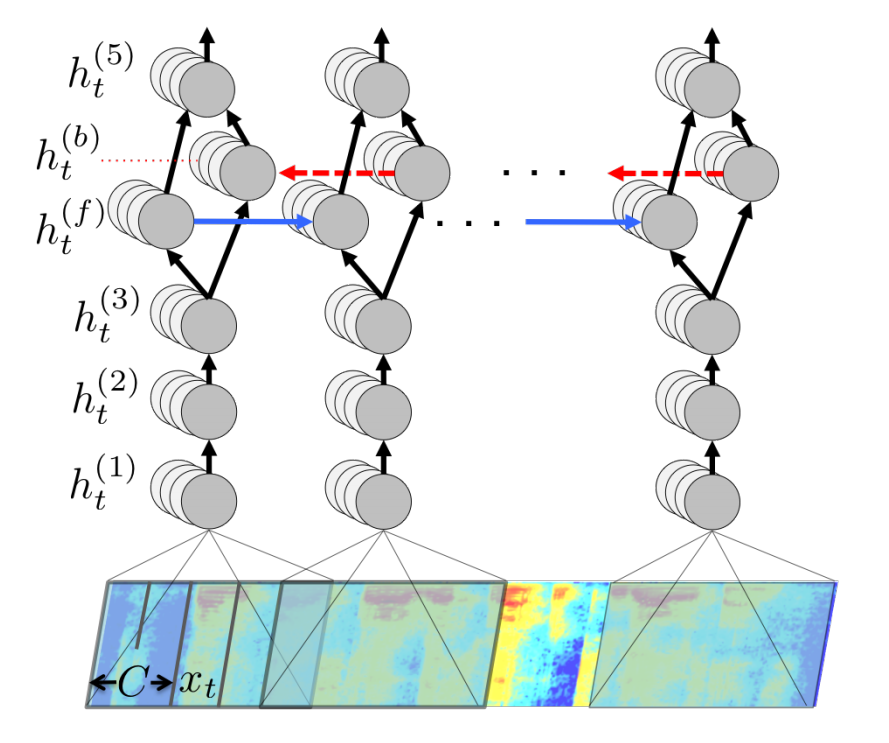 h_t^{(5)}
h_t^{(b)}
. . .
h_t^{(f)}
. . .
h_t^{(3)}
h_t^{(2)}
h_t^{(1)}
C x_t